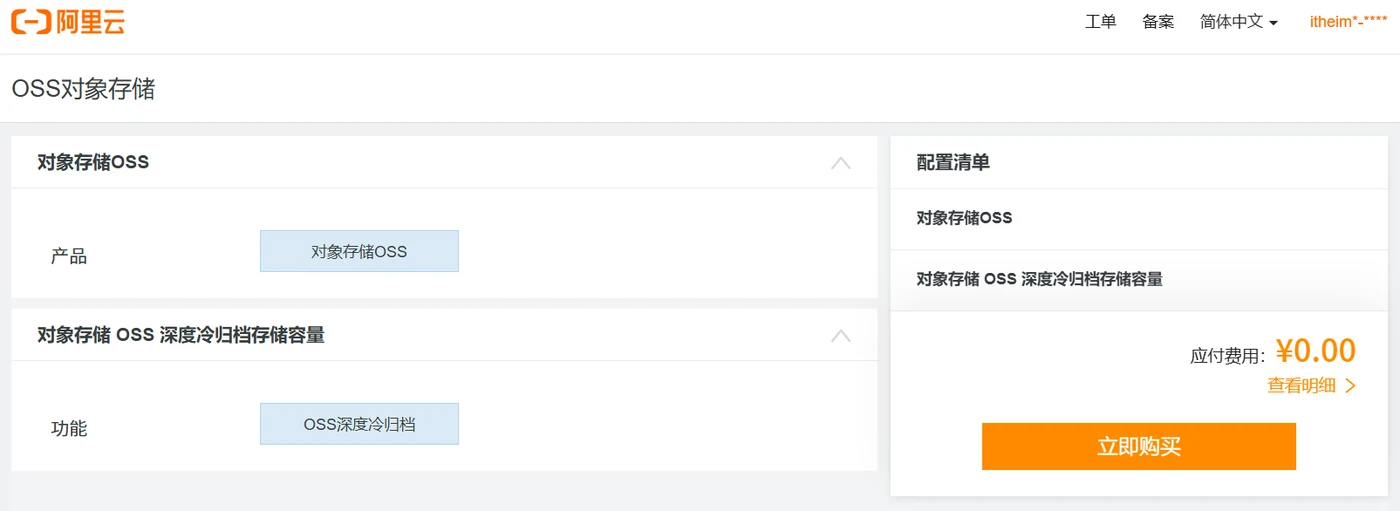 阿里云
工单 备案 简体中文 itheim*-****
OSS对象存储
对象存储OSS
产品 对象存储OSS
对象存储 OSS 深度冷归档存储容量
功能 OSS深度冷归档
配置清单
对象存储OSS
对象存储 OSS 深度冷归档存储容量
应付费用: ¥0.00
查看明细
立即购买